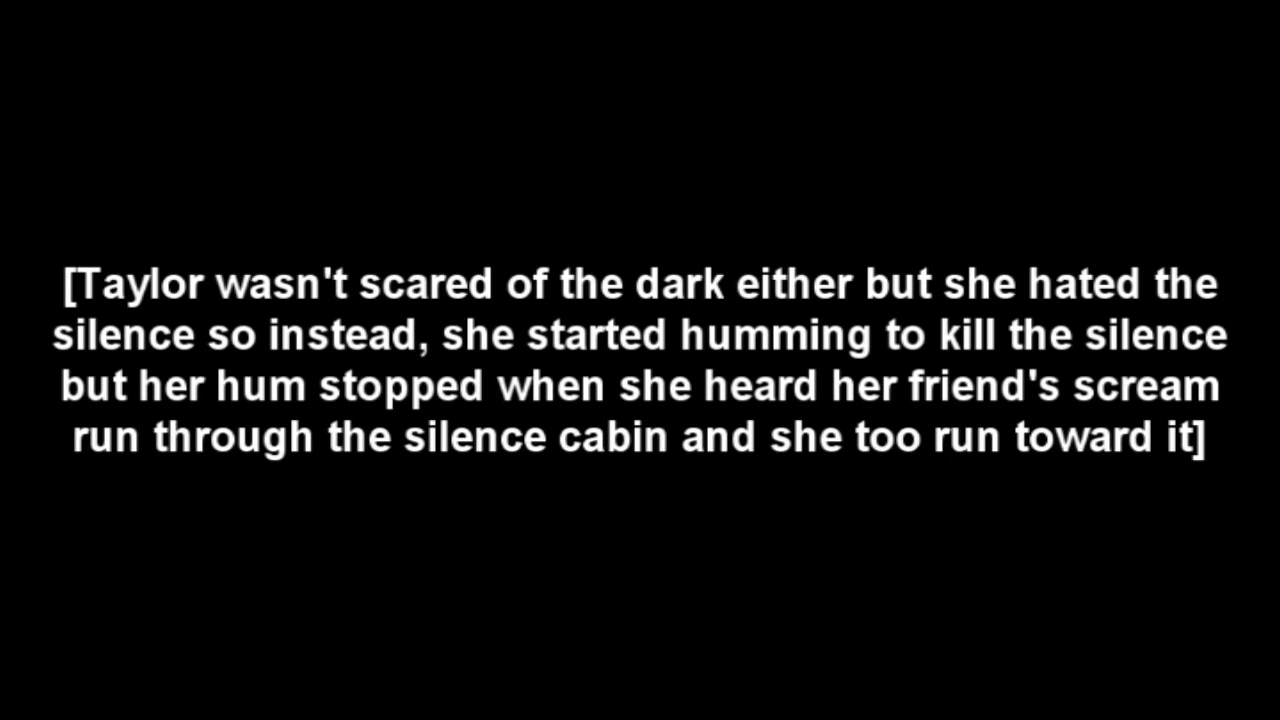 [Taylor wasn't scared of the dark either but she hated the
silence so instead, she started humming to kill the silence
but her hum stopped when she heard her friend's scream
run through the silence cabin and she too run toward it]